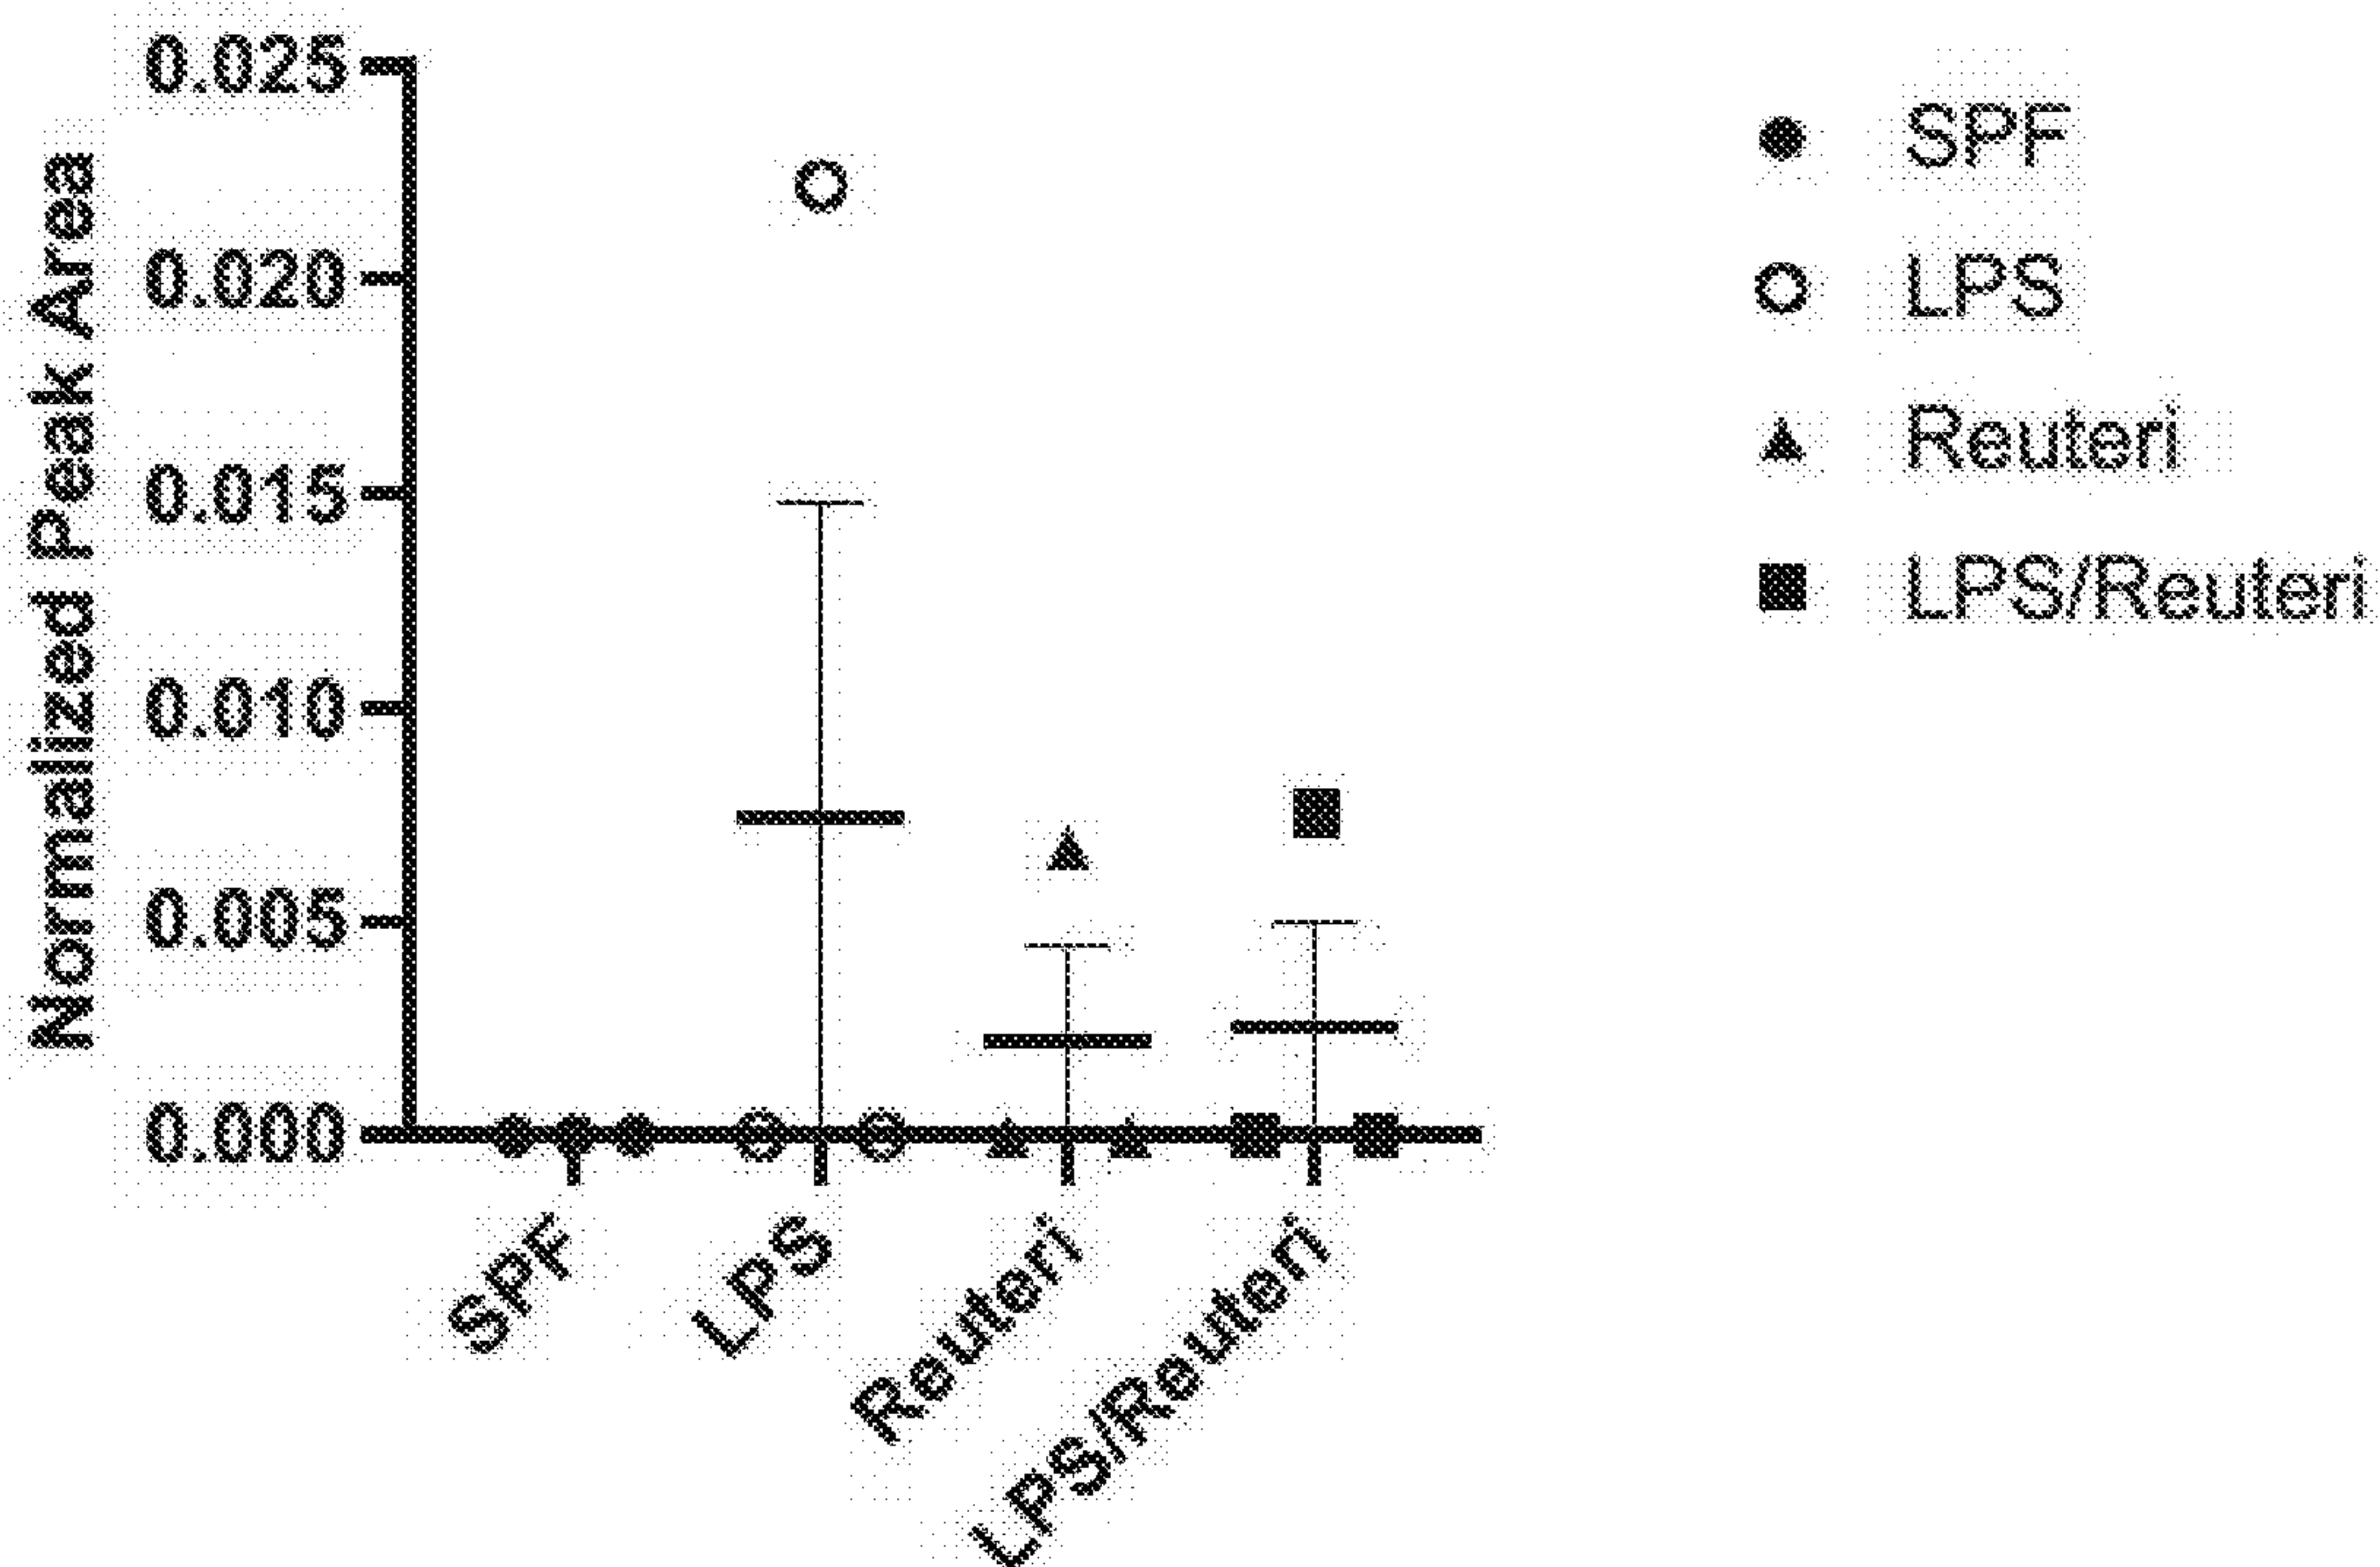 Normalized Peak Area
0.025
0.020
0.015
0.010
0.005
0.000
SPF
LPS
Reuteri
LPS/Reuteri
SPF
LPS
Reuteri
LPS/Reuteri